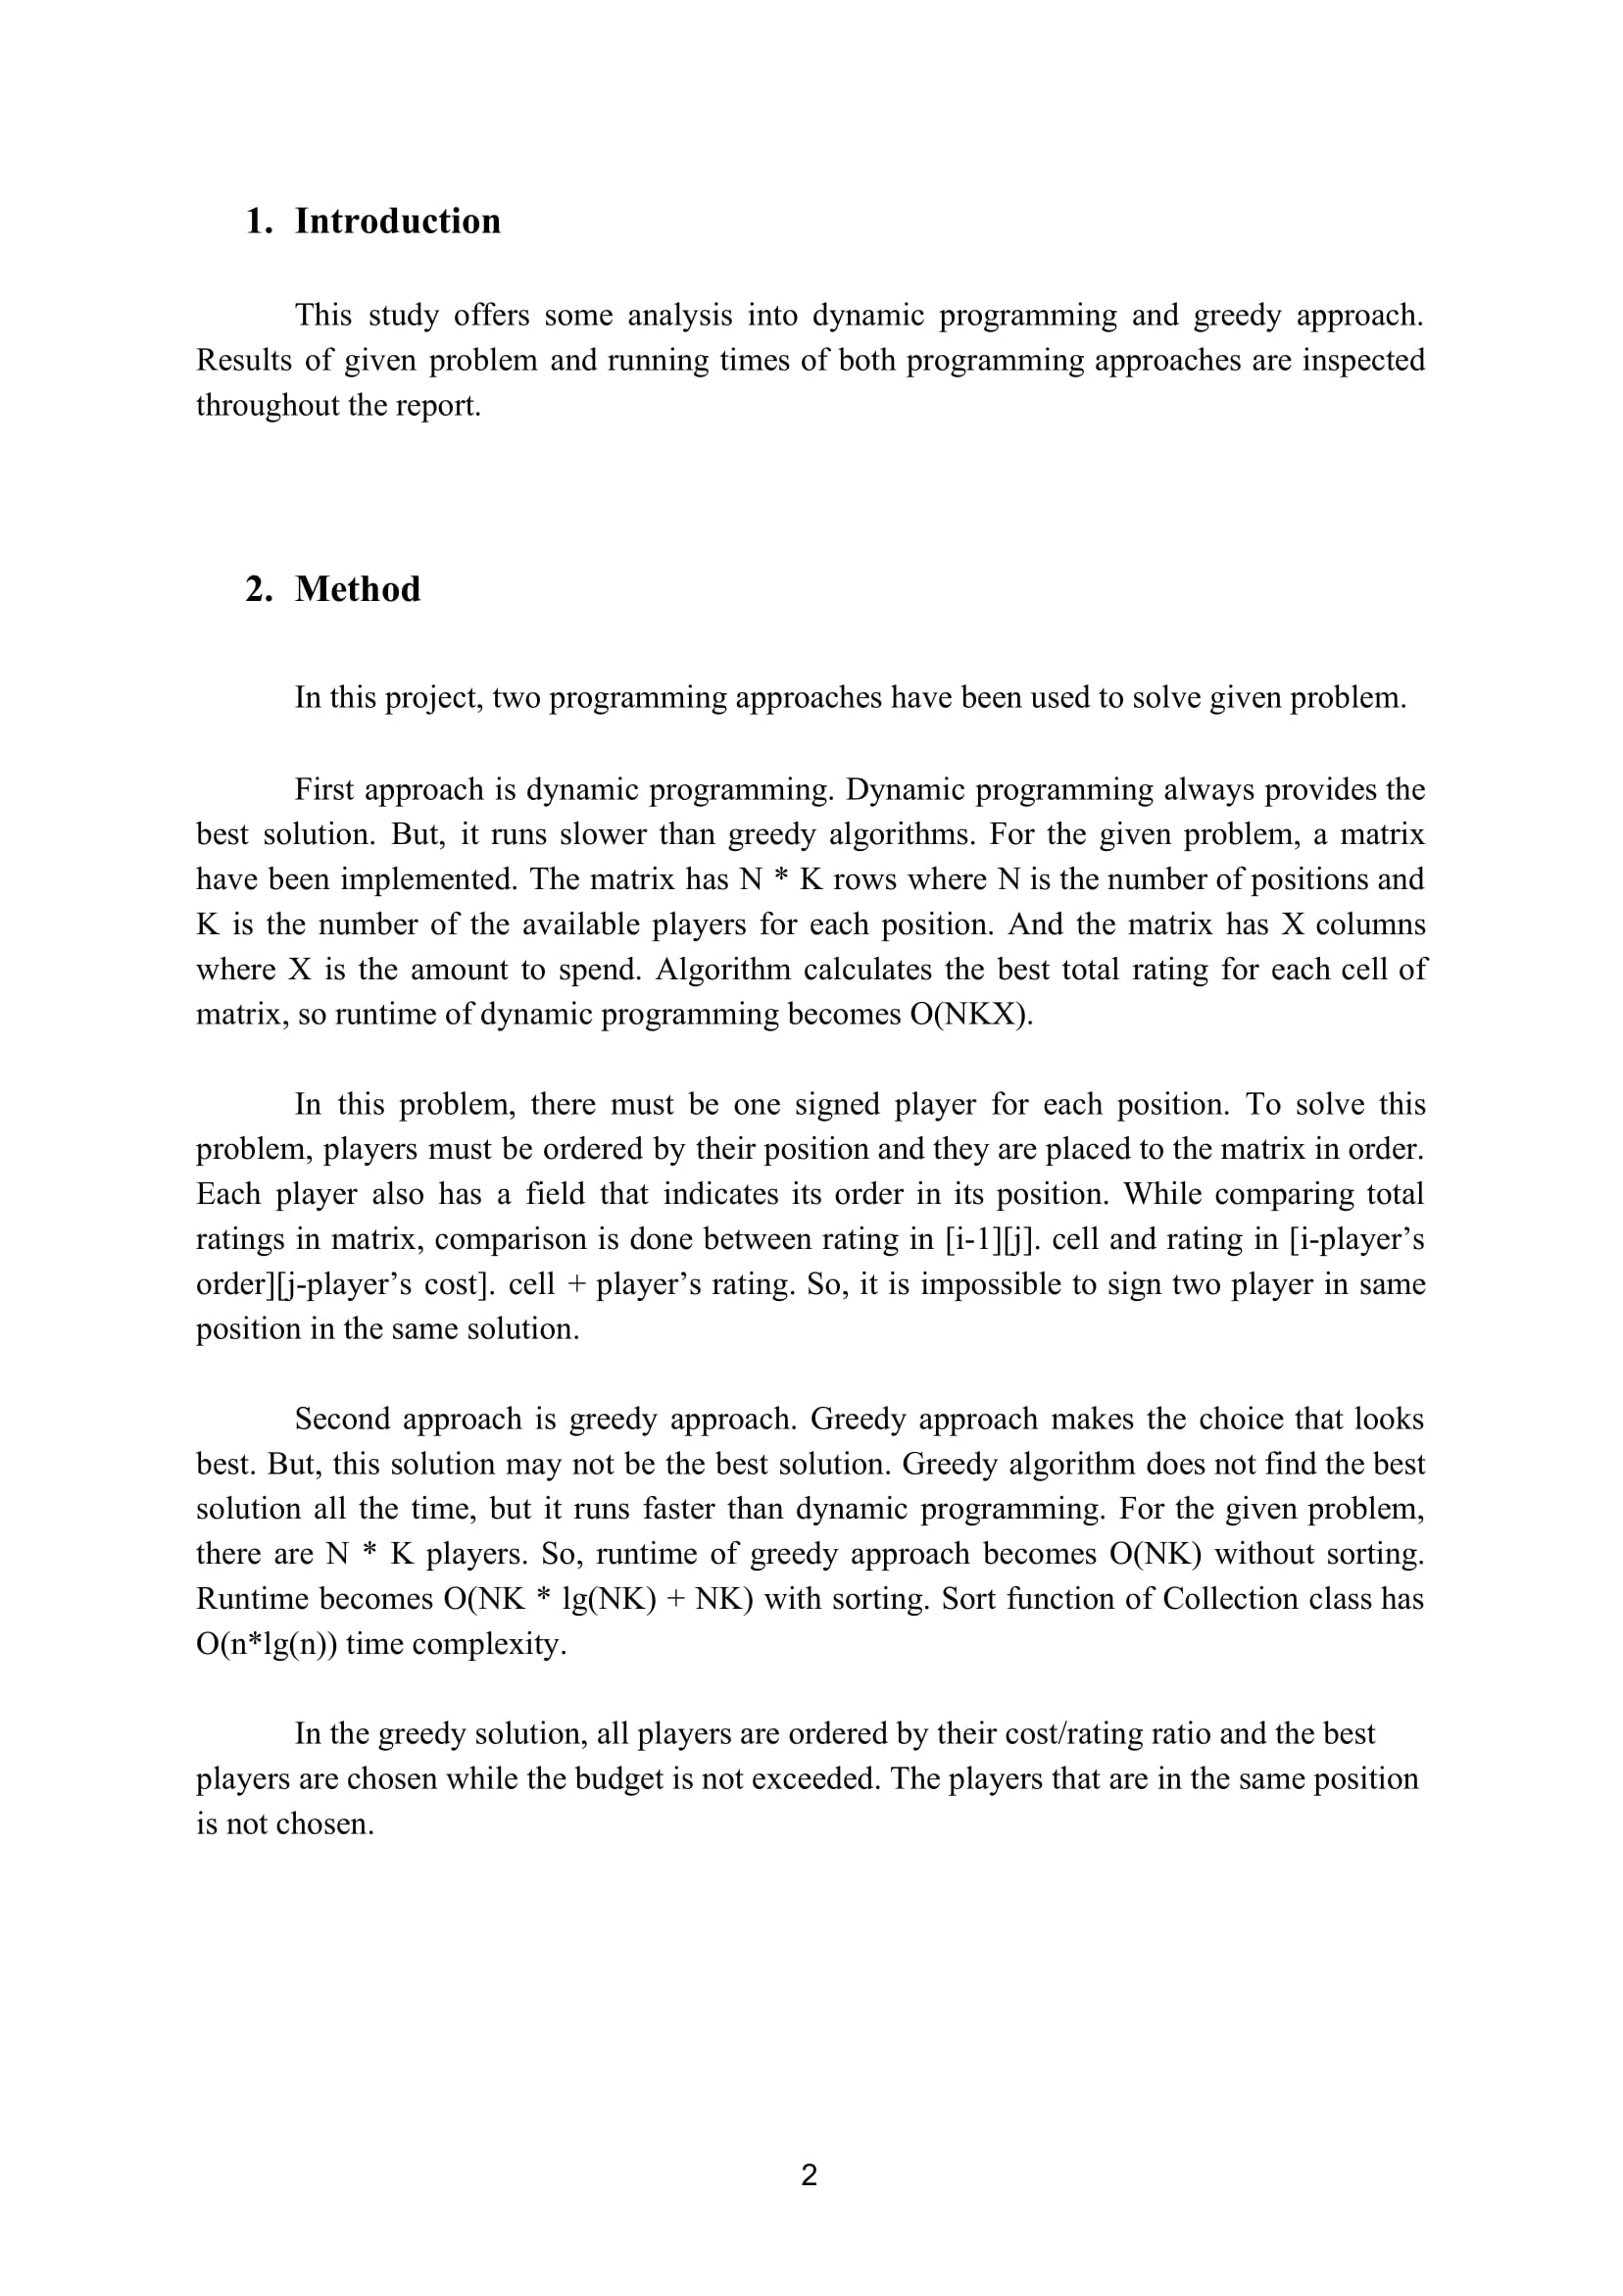 1. Introduction
This study offers some analysis into dynamic programming and greedy approach.
Results of given problem and running times of both programming approaches are inspected
throughout the report.
2. Method
In this project, two programming approaches have been used to solve given problem.
First approach is dynamic programming. Dynamic programming always provides the
best solution. But, it runs slower than greedy algorithms. For the given problem, a matrix
have been implemented. The matrix has N * K rows where N is the number of positions and
K is the number of the available players for each position. And the matrix has X columns
where X is the amount to spend. Algorithm calculates the best total rating for each cell of
matrix, so runtime of dynamic programming becomes O(NKX).
In this problem, there must be one signed player for each position. To solve this
problem, players must be ordered by their position and they are placed to the matrix in order.
Each player also has a field that indicates its order in its position. While comparing total
ratings in matrix, comparison is done between rating in [i-1][j]. cell and rating in [i-player’s
order][j-player’s cost]. cell + player’s rating. So, it is impossible to sign two player in same
position in the same solution.
Second approach is greedy approach. Greedy approach makes the choice that looks
best. But, this solution may not be the best solution. Greedy algorithm does not find the best
solution all the time, but it runs faster than dynamic programming. For the given problem,
there are N * K players. So, runtime of greedy approach becomes O(NK) without sorting.
Runtime becomes O(NK * lg(NK) + NK) with sorting. Sort function of Collection class has
O(n*lg(n)) time complexity.
In the greedy solution, all players are ordered by their cost/rating ratio and the best
players are chosen while the budget is not exceeded. The players that are in the same position
is not chosen.
2